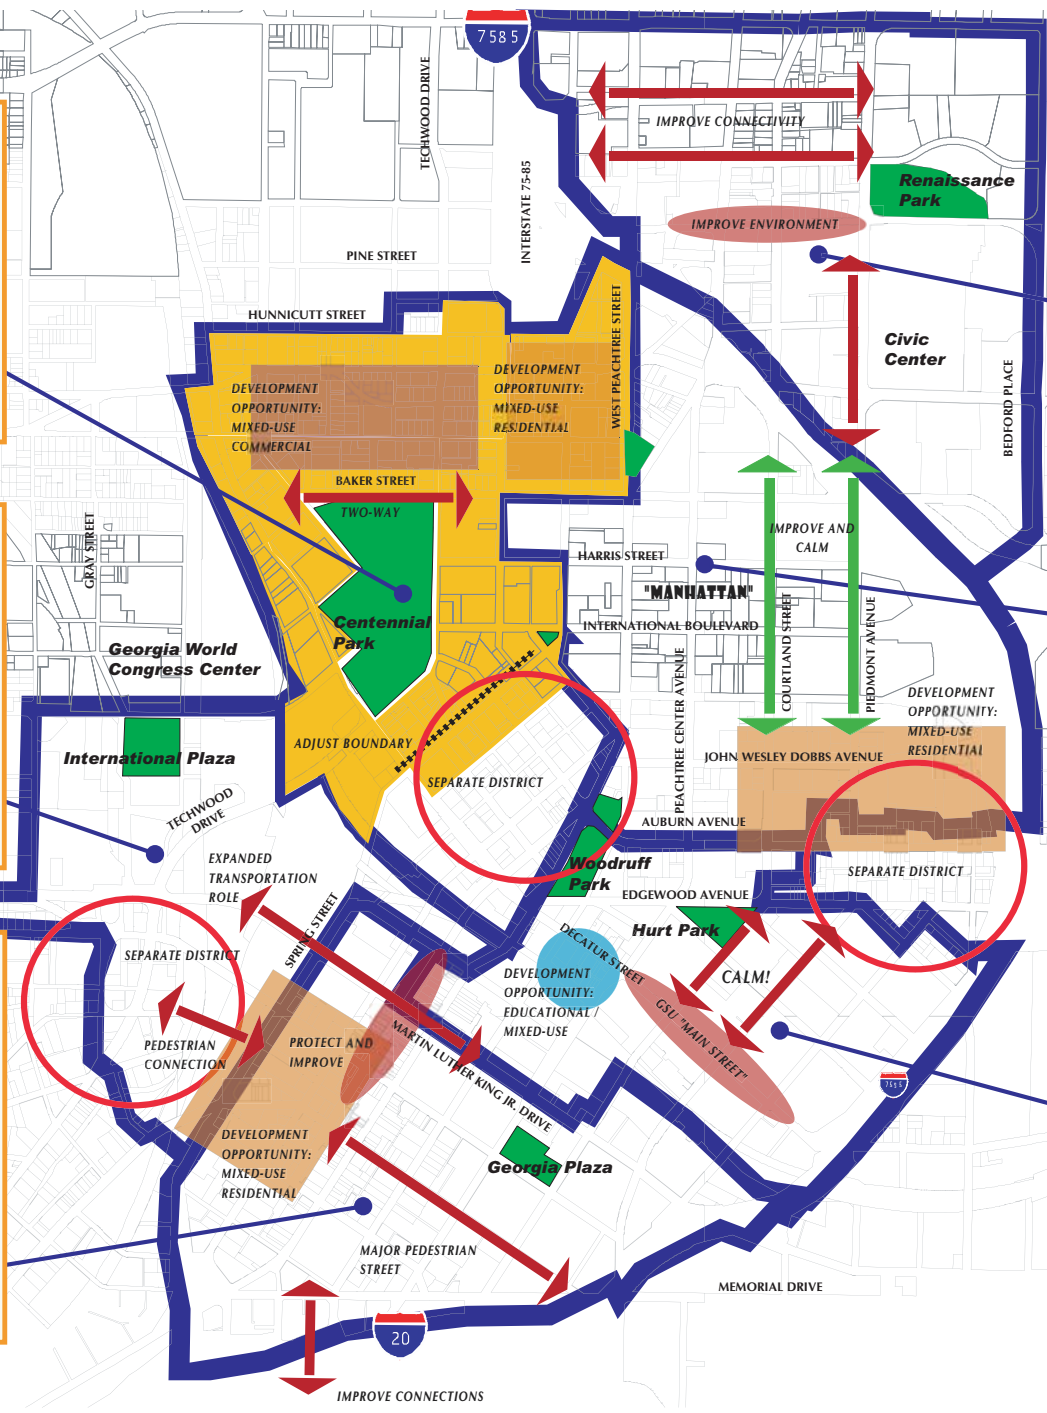 7585
TECHWOOD DRIVE
INTERSTATE 75-85
IMPROVE CONNECTIVITY
Renaissance
Park
IMPROVE ENVIRONMENT
PINE STREET
HUNNICUTT STREET
WEST PEACHTREE STREET
Civic
Center
BEDFORD PLACE
DEVELOPMENT
OPPORTUNITY:
MIXED-USE
COMMERCIAL
DEVELOPMENT
OPPORTUNITY:
MIXED-USE
RESIDENTIAL
BAKER STREET
TWO-WAY
GRAY STREET
IMPROVE AND
CALM
HARRIS STREET
"MANHATTAN"
INTERNATIONAL BOULEVARD
COURTLAND STREET
PIEDMONT AVENUE
PEACHTREE CENTER AVENUE
Centennial
Park
Georgia World
Congress Center
DEVELOPMENT
OPPORTUNITY:
MIXED-USE
RESIDENTIAL
ADJUST BOUNDARY
International Plaza
JOHN WESLEY DOBBS AVENUE
SEPARATE DISTRICT
TECHWOOD
DRIVE
AUBURN AVENUE
EXPANDED
TRANSPORTATION
ROLE
Woodruff
Park
SEPARATE DISTRICT
EDGEWOOD AVENUE
SPRING STREET
Hurt Park
DECATUR STREET
SEPARATE DISTRICT
DEVELOPMENT
OPPORTUNITY:
EDUCATIONAL /
MIXED-USE
CALM!
GSU "MAIN STREET"
PEDESTRIAN
CONNECTION
PROTECT AND
IMPROVE
MARTIN LUTHER KING JR. DRIVE
7585
DEVELOPMENT
OPPORTUNITY:
MIXED-USE
RESIDENTIAL
Georgia Plaza
MAJOR PEDESTRIAN
STREET
MEMORIAL DRIVE
20
IMPROVE CONNECTIONS